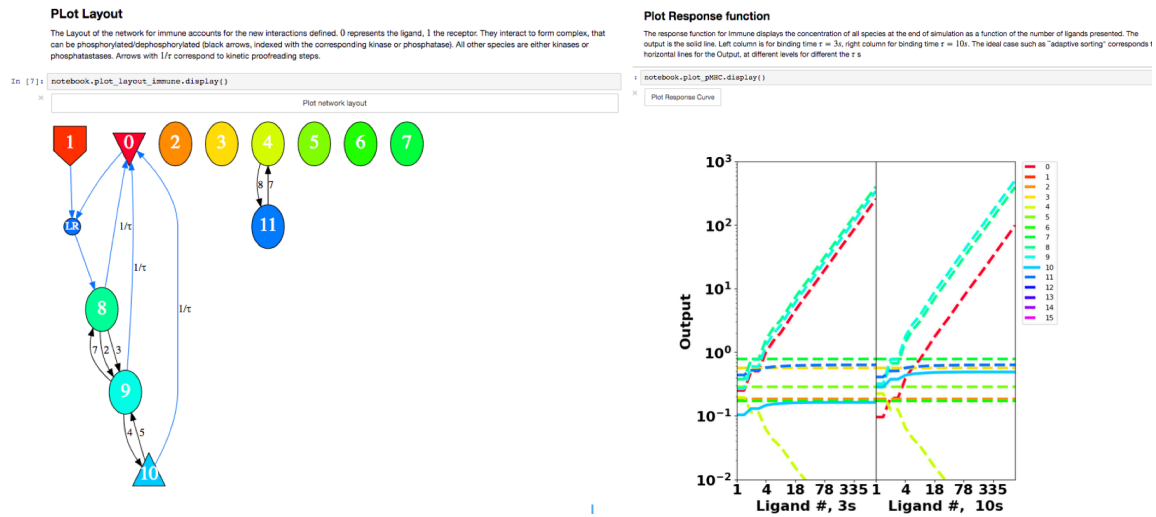 PLot Layout
The Layout of the network for immune accounts for the new interactions defined. 0 represents the ligand, 1 the receptor. They interact to form complex, that
can be phosphorylated/dephosphorylated (black arrows, indexed with the corresponding kinase or phosphatase). All other species are either kinases or
phosphatastases. Arrows with 1/τ correspond to kinetic proofreading steps.
In [7]: notebook.plot_layout_immune.display()
×
Plot network layout
1 0 2 3 4 5 6 7
8 7
LR
11
1/τ
1/τ
1/τ
8
7 2 3
9
4 5
10
Plot Response function
The response function for Immune displays the concentration of all species at the end of simulation as a function of the number of ligands presented. The
output is the solid line. Left column is for binding time τ = 3s, right column for binding time τ = 10s. The ideal case such as "adaptive sorting" corresponds t
horizontal lines for the Output, at different levels for different the τ s
: notebook.plot_pMHC.display()
×
Plot Response Curve
Output
10³
10²
10¹
10⁰
10⁻¹
10⁻²
1 4 18 78 335 1 4 18 78 335
Ligand #, 3s Ligand #, 10s
0
1
2
3
4
5
6
7
8
9
10
11
12
13
14
15